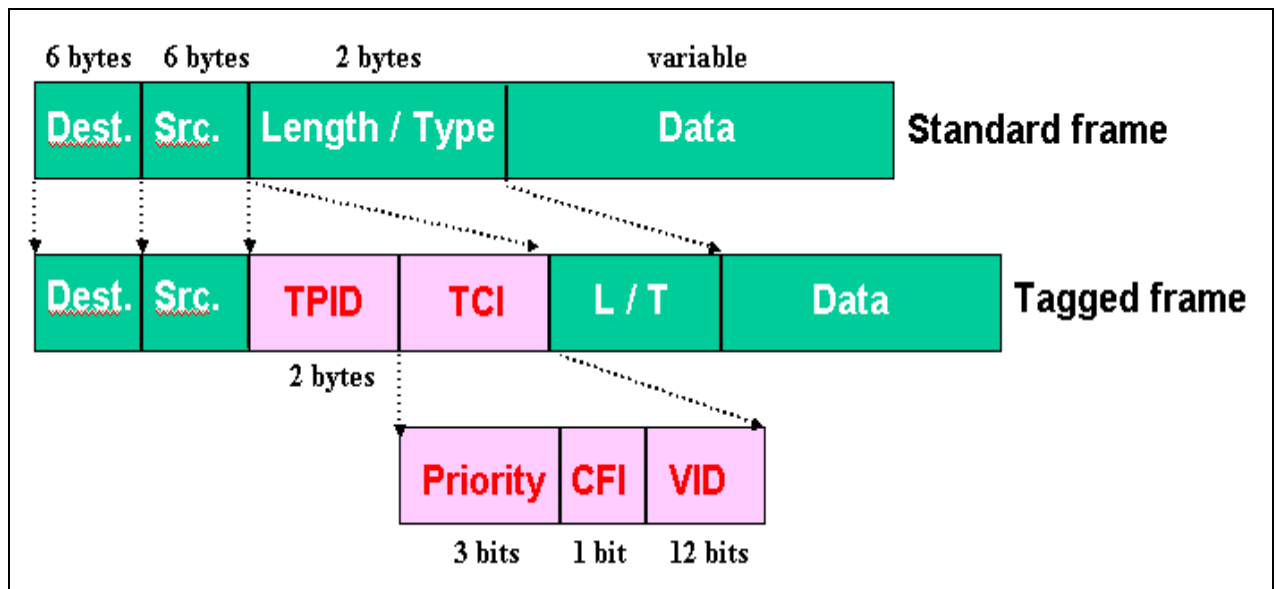 6 bytes 6 bytes 2 bytes variable
Dest. Src. Length / Type Data Standard frame
Dest. Src. TPID TCI L / T Data Tagged frame
2 bytes
Priority CFI VID
3 bits 1 bit 12 bits